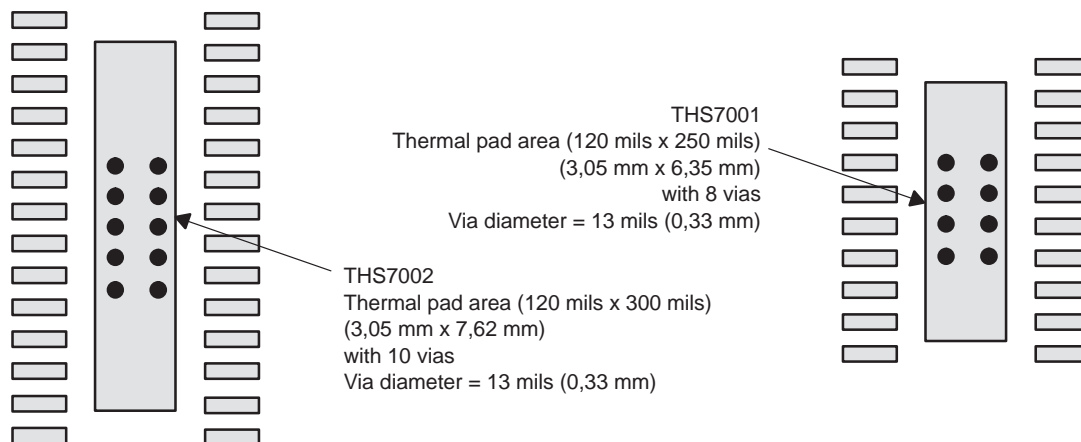 THS7001
Thermal pad area (120 mils x 250 mils)
(3,05 mm x 6,35 mm)
with 8 vias
Via diameter = 13 mils (0,33 mm)
THS7002
Thermal pad area (120 mils x 300 mils)
(3,05 mm x 7,62 mm)
with 10 vias
Via diameter = 13 mils (0,33 mm)